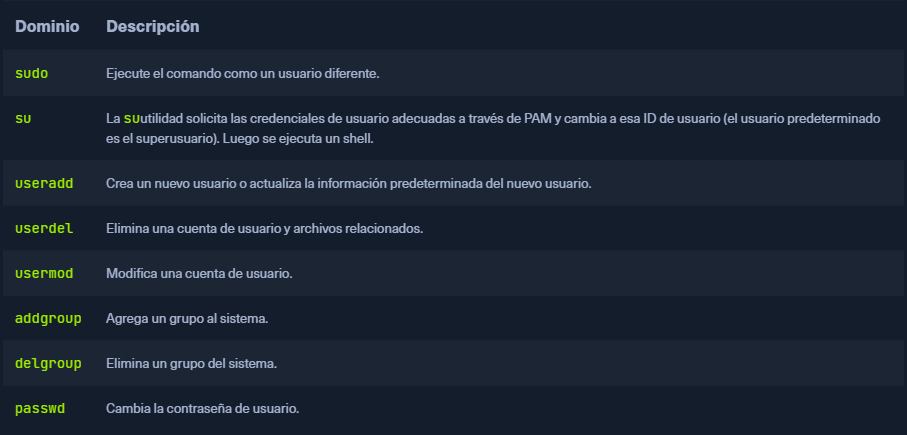 Dominio Descripción
sudo Ejecute el comando como un usuario diferente.
su La suutilidad solicita las credenciales de usuario adecuadas a través de PAM y cambia a esa ID de usuario (el usuario predeterminado
es el superusuario). Luego se ejecuta un shell.
useradd Crea un nuevo usuario o actualiza la información predeterminada del nuevo usuario.
userdel Elimina una cuenta de usuario y archivos relacionados.
usermod Modifica una cuenta de usuario.
addgroup Agrega un grupo al sistema.
delgroup Elimina un grupo del sistema.
passwd Cambia la contraseña de usuario.